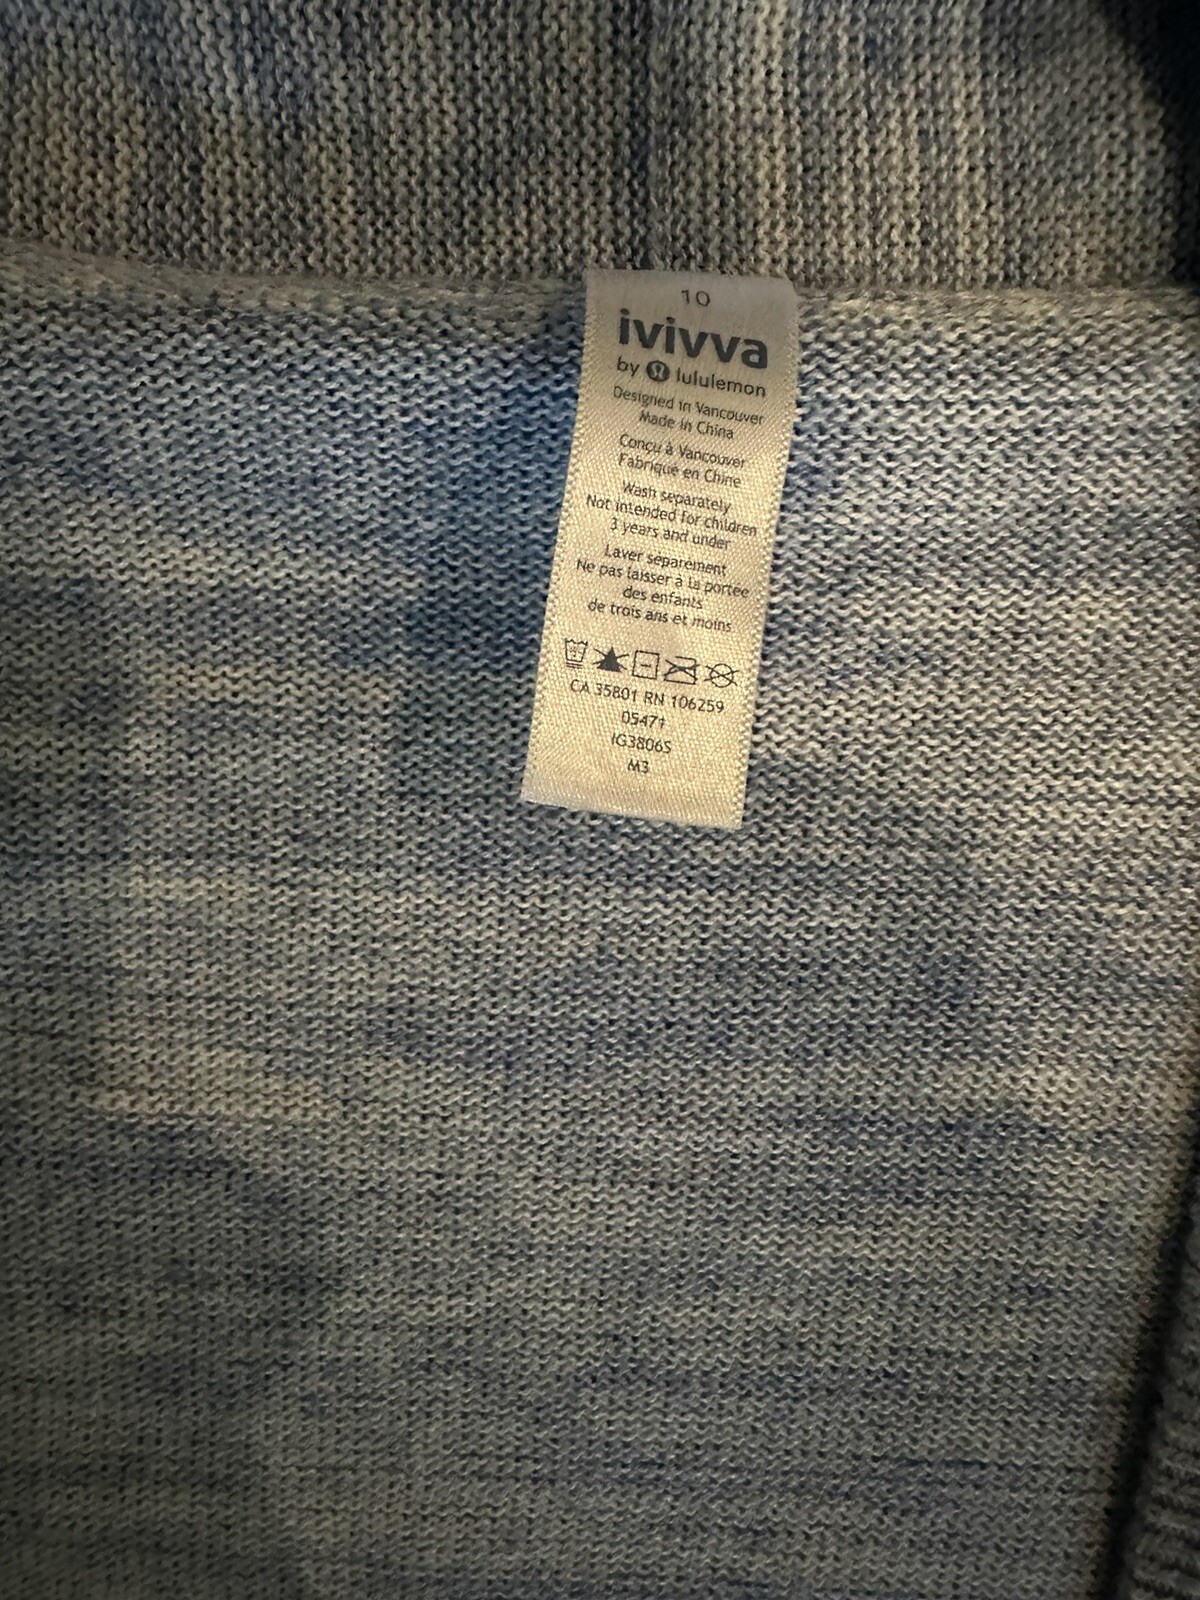 10
ivivva
by lululemon
Designed in Vancouver
Made in China
Conçu à Vancouver
Fabriqué en Chine
Wash separately
Not intended for children
3 years and under
Laver séparement
Ne pas laisser à la portee
des enfants
de trois ans et moins
CA 35801 RN 106259
05471
IG3806S
M3